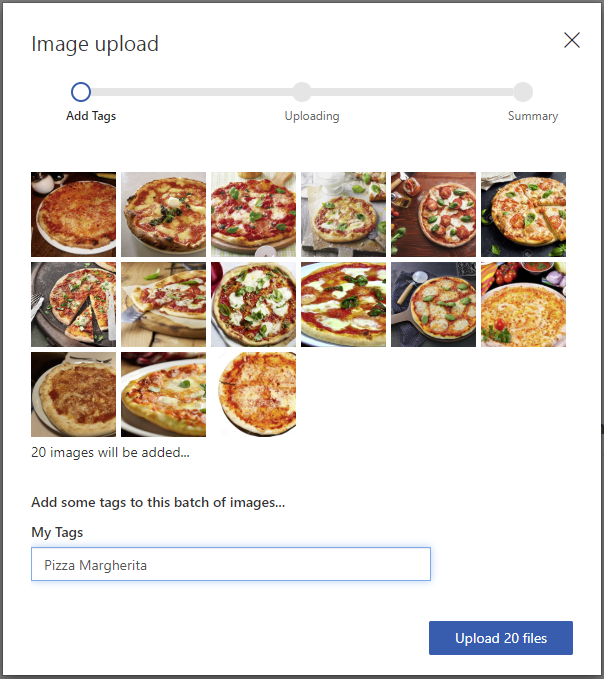 Image upload
Add Tags
Uploading
Summary
20 images will be added...
Add some tags to this batch of images...
My Tags
Pizza Margherita
Upload 20 files